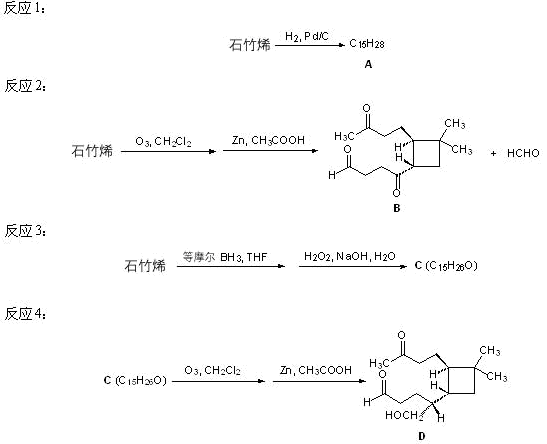 反应1:
石竹烯 H2, Pd/C C15H28
A
反应2:
石竹烯 O3, CH2Cl2 Zn, CH3COOH O H3C H CH3 CH3 O H H O + HCHO
B
反应3:
石竹烯 等摩尔 BH3, THF H2O2, NaOH, H2O C (C15H26O)
反应4:
C (C15H26O) O3, CH2Cl2 Zn, CH3COOH O H3C H CH3 CH3 O H H HOCH2 H
D